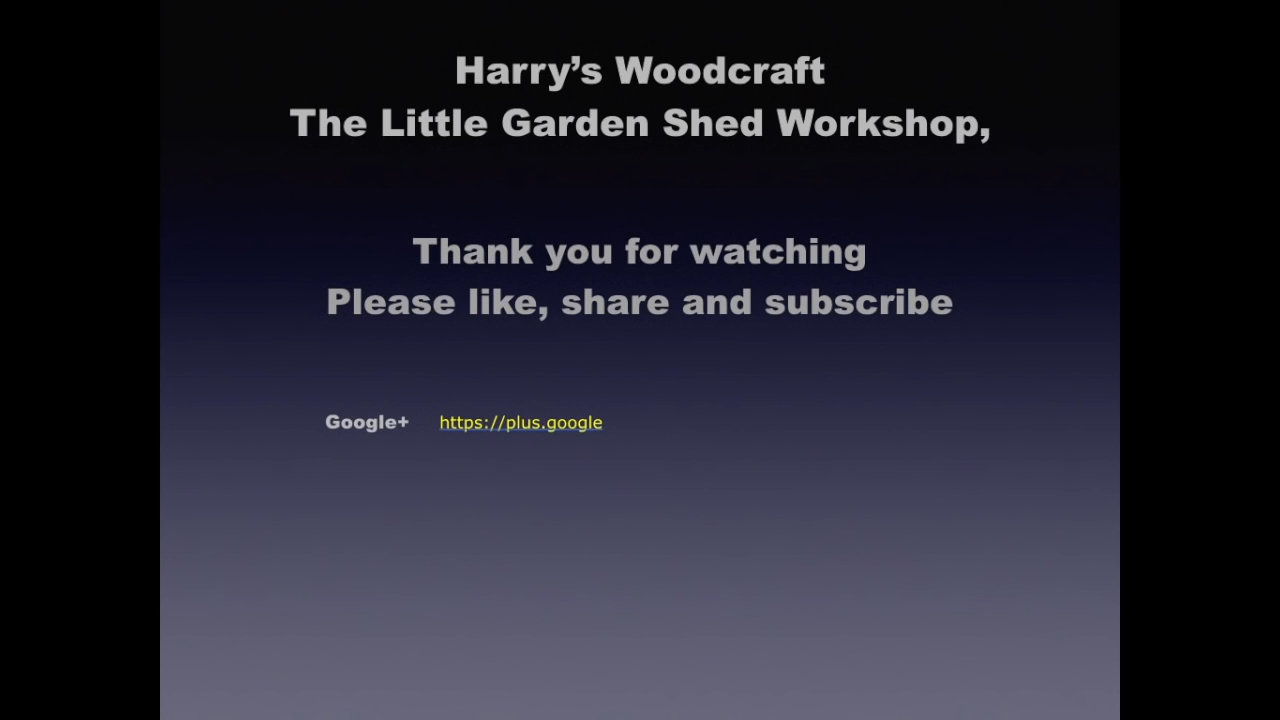 Harry’s Woodcraft
The Little Garden Shed Workshop,
Thank you for watching
Please like, share and subscribe
Google+ https://plus.google